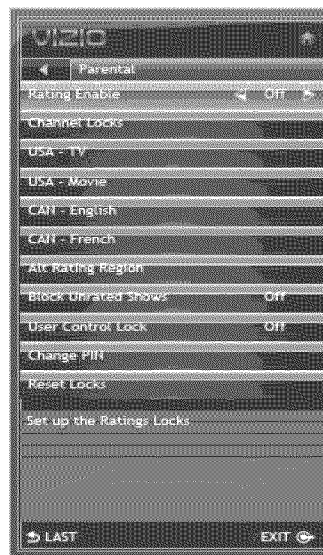 VIZIO
Parental
Rating Enable Off
Channel Locks
USA - TV
USA - Movie
CAN - English
CAN - French
Alt Rating Region
Block Unrated Shows Off
User Control Lock Off
Change PIN
Reset Locks
Set up the Ratings Locks
LAST EXIT